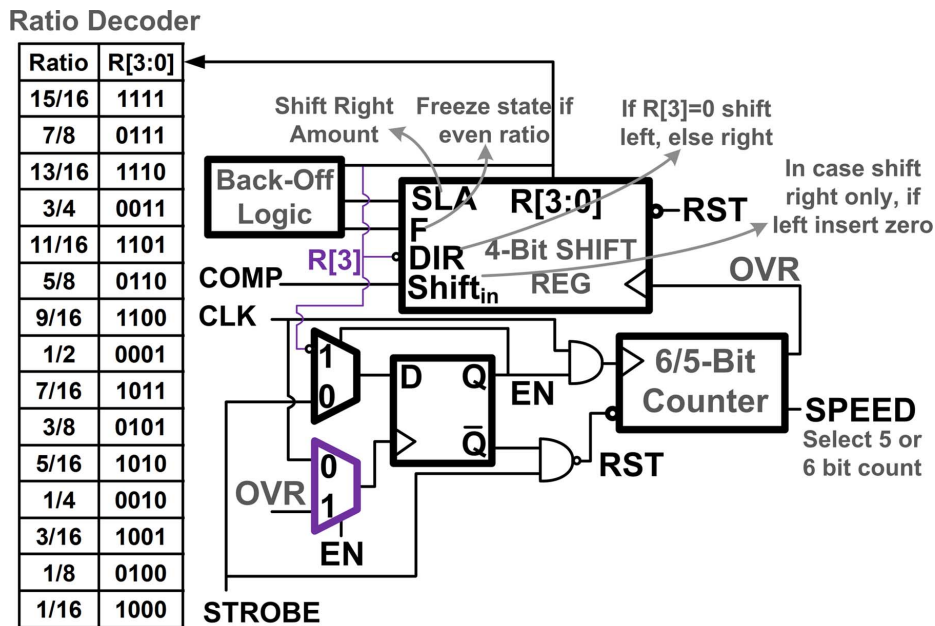 Ratio Decoder
Ratio R[3:0]
15/16 1111
7/8 0111
13/16 1110
3/4 0011
11/16 1101
5/8 0110
9/16 1100
1/2 0001
7/16 1011
3/8 0101
5/16 1010
1/4 0010
3/16 1001
1/8 0100
1/16 1000
Shift Right
Amount
Freeze state if
even ratio
If R[3]=0 shift
left, else right
In case shift
right only, if
left insert zero
Back-Off
Logic
SLA R[3:0]
F
DIR 4-Bit SHIFT
Shiftin REG
RST
R[3]
COMP
CLK
OVR
1
0
D Q
Q
EN
0
1
OVR
EN
RST
6/5-Bit
Counter
SPEED
Select 5 or
6 bit count
STROBE